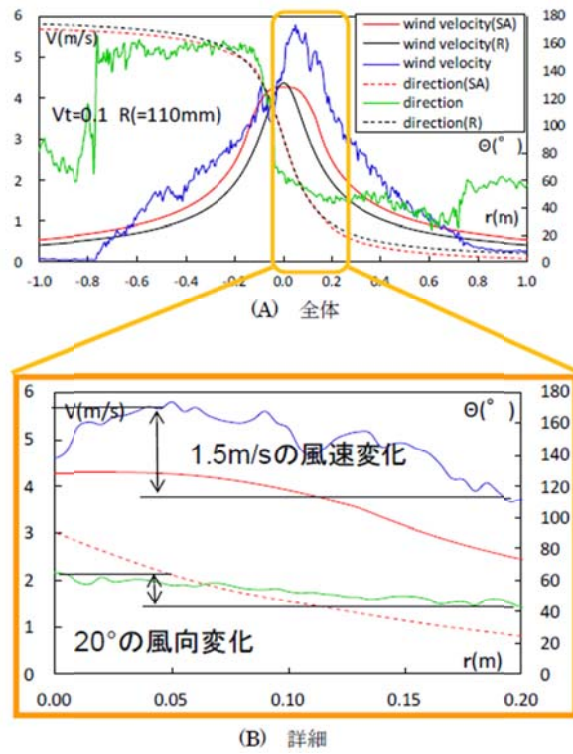 V(m/s)
Vt=0.1 R(=110mm)
wind velocity(SA)
wind velocity(R)
wind velocity
direction(SA)
direction
direction(R)
Θ(°)
r(m)
6
5
4
3
2
1
0
180
160
140
120
100
80
60
40
20
0
-1.0 -0.8 -0.6 -0.4 -0.2 0.0 0.2 0.4 0.6 0.8 1.0
(A) 全体
V(m/s)
Θ(°)
1.5m/sの風速変化
20°の風向変化
r(m)
6
5
4
3
2
1
0
180
160
140
120
100
80
60
40
20
0
0.00 0.05 0.10 0.15 0.20
(B) 詳細